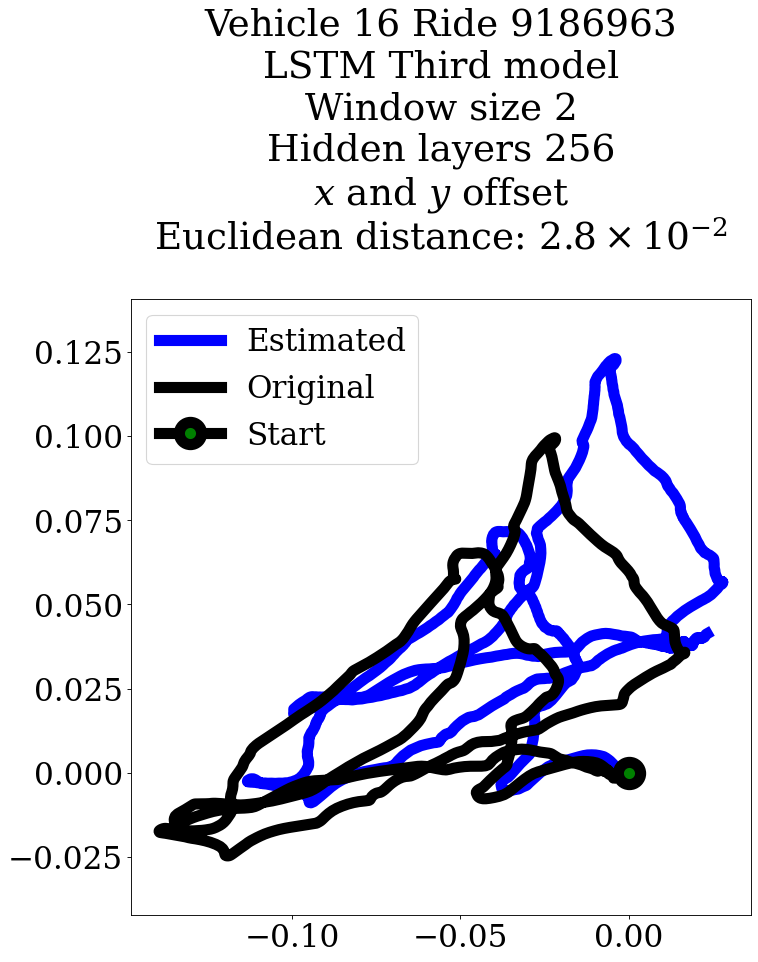 Vehicle 16 Ride 9186963
LSTM Third model
Window size 2
Hidden layers 256
x and y offset
Euclidean distance: 2.8 × 10⁻²
Estimated
Original
Start
0.125
0.100
0.075
0.050
0.025
0.000
−0.025
−0.10 −0.05 0.00